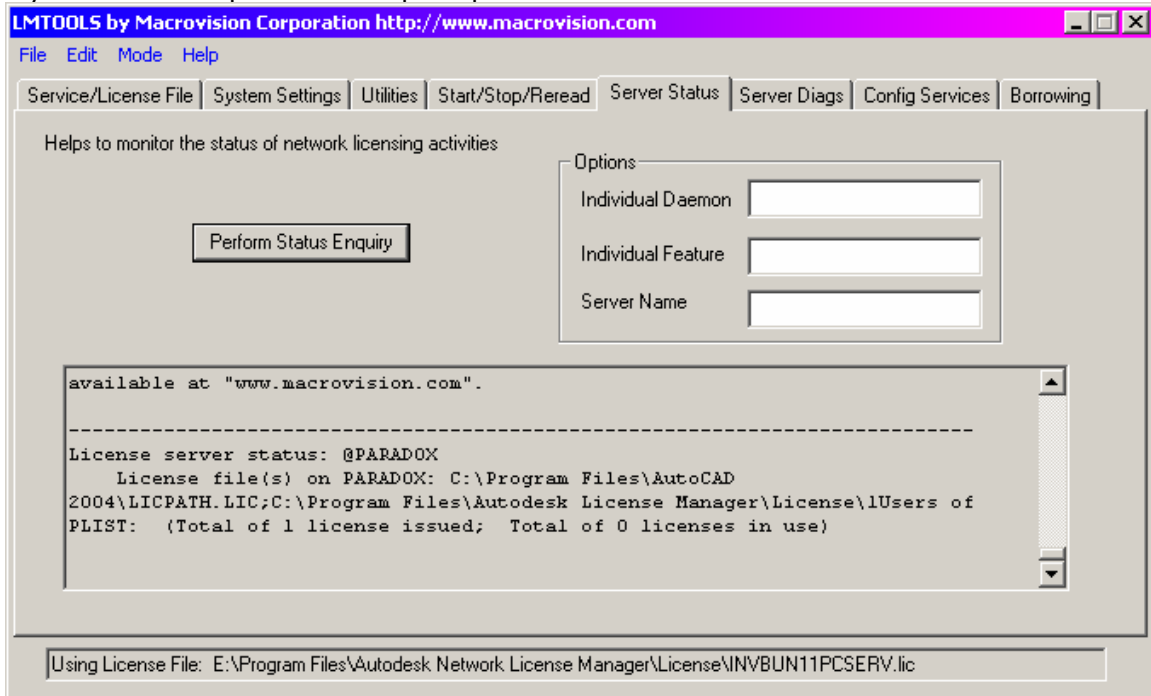 LMTOOLS by Macrovision Corporation http://www.macrovision.com
File Edit Mode Help
Service/License File System Settings Utilities Start/Stop/Reread Server Status Server Diags Config Services Borrowing
Helps to monitor the status of network licensing activities
Options
Individual Daemon
Perform Status Enquiry
Individual Feature
Server Name
available at "www.macrovision.com".
----------------------------------------------------------------------------
License server status: @PARADOX
License file(s) on PARADOX: C:\Program Files\AutoCAD
2004\LICPATH.LIC;C:\Program Files\Autodesk License Manager\License\lUsers of
PLIST: (Total of 1 license issued; Total of 0 licenses in use)
Using License File: E:\Program Files\Autodesk Network License Manager\License\INVBUN11PCSERV.lic